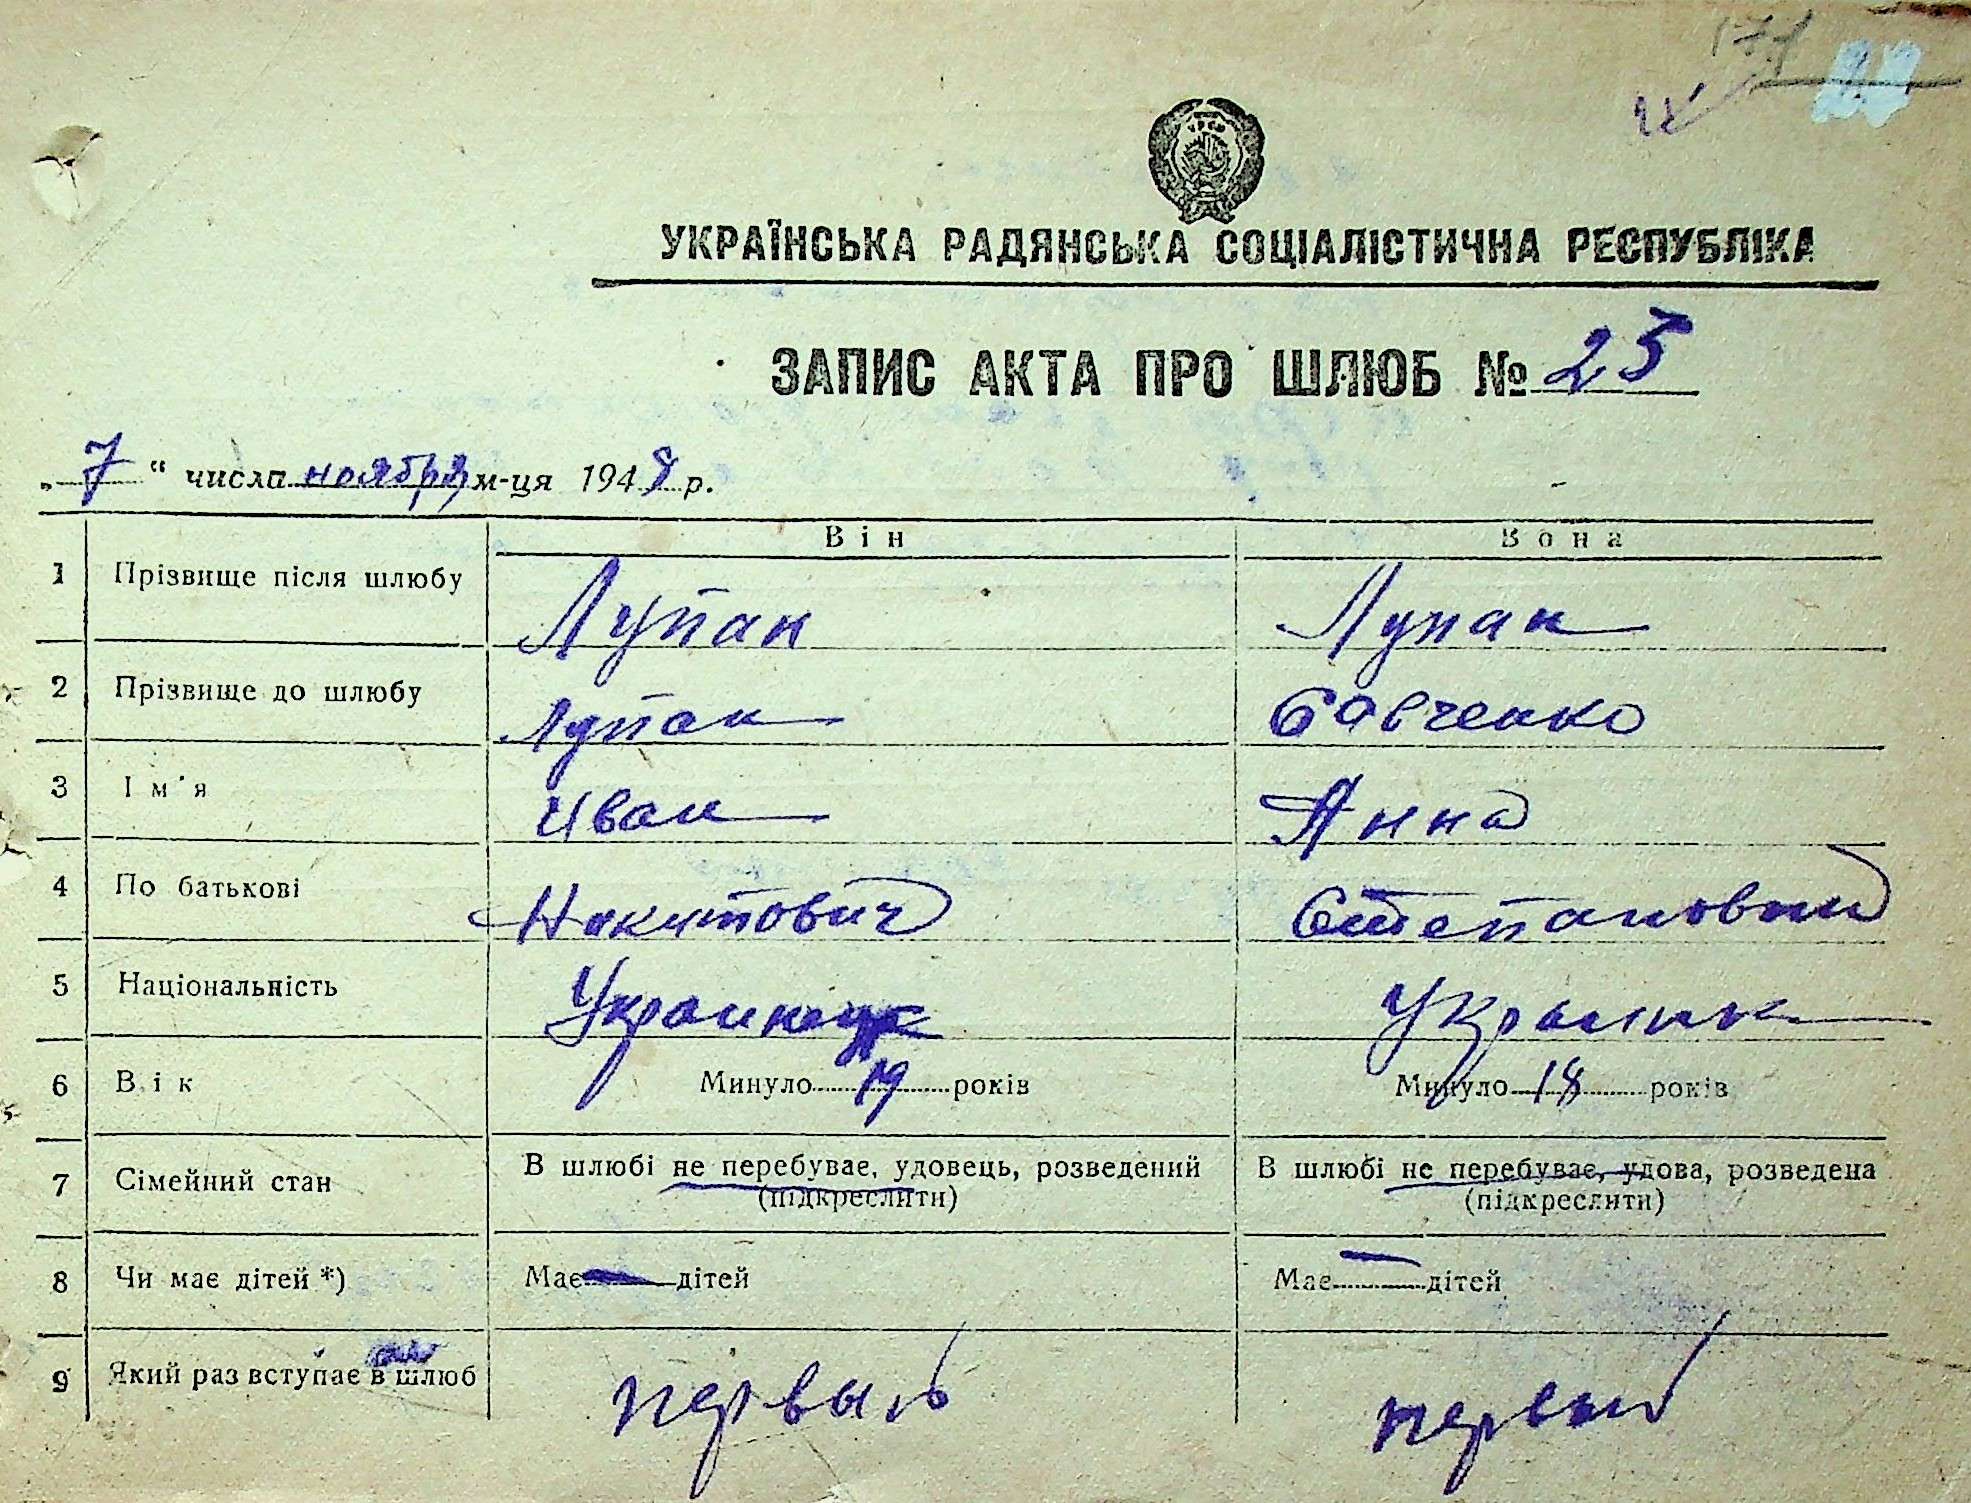 171
УРСР
УКРАЇНСЬКА РАДЯНСЬКА СОЦІАЛІСТИЧНА РЕСПУБЛІКА
ЗАПИС АКТА ПРО ШЛЮБ № 25
„ 7 “ числа ноября м-ця 1948 р.
Він Вона
1 Прізвище після шлюбу Лупан Лупан
2 Прізвище до шлюбу Лупан Савченко
3 Ім'я Иван Анна
4 По батькові Никитович Степановна
5 Національність Украинец Украинк
6 Вік Минуло 19 років Минуло 18 років
7 Сімейний стан В шлюбі не перебуває, удовець, розведений В шлюбі не перебуває, удова, розведена
(підкреслити) (підкреслити)
8 Чи має дітей *) Має — дітей Має — дітей
9 Який раз вступає в шлюб первый первый